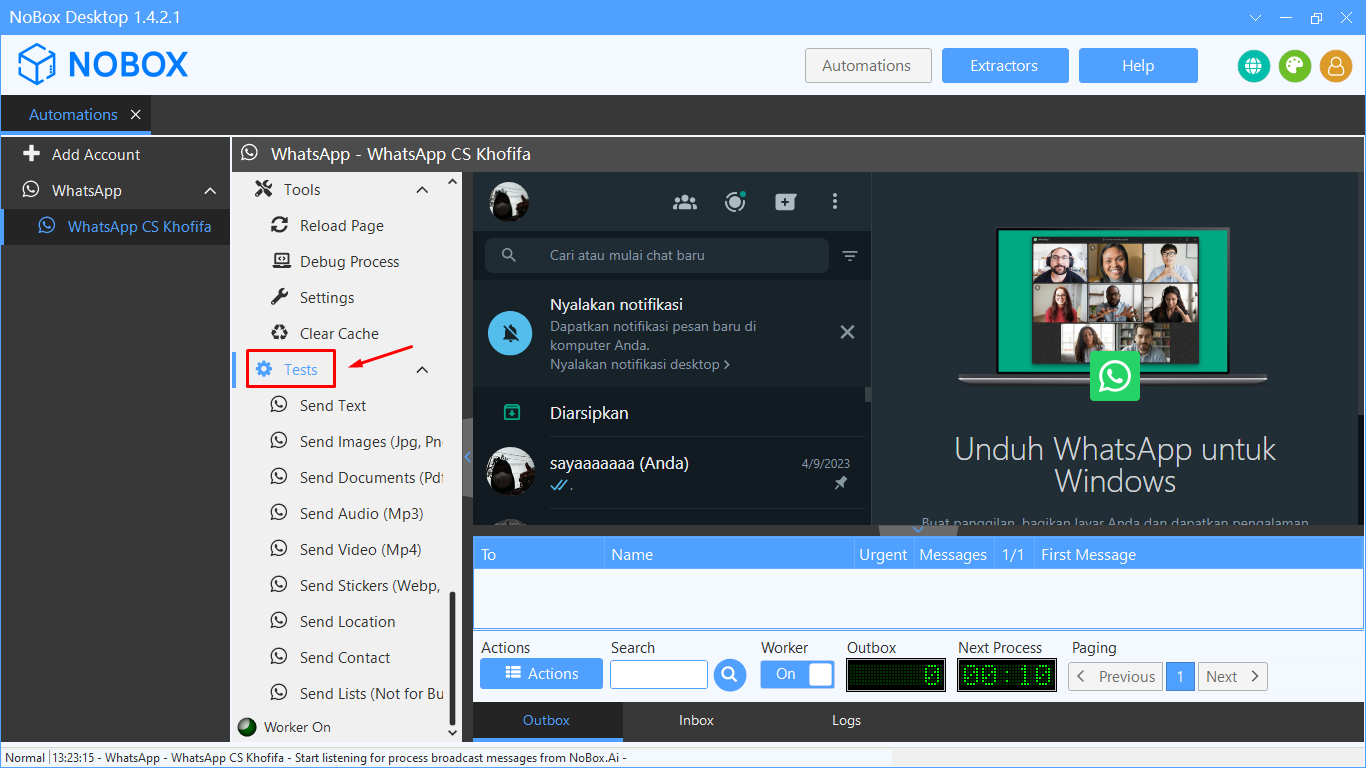 NoBox Desktop 1.4.2.1
NOBOX
Automations
Extractors
Help
Automations
Add Account
WhatsApp
WhatsApp CS Khofifa
WhatsApp - WhatsApp CS Khofifa
Tools
Reload Page
Debug Process
Settings
Clear Cache
Tests
Send Text
Send Images (Jpg, Pn
Send Documents (Pdf
Send Audio (Mp3)
Send Video (Mp4)
Send Stickers (Webp,
Send Location
Send Contact
Send Lists (Not for Bu
Worker On
Cari atau mulai chat baru
Nyalakan notifikasi
Dapatkan notifikasi pesan baru di
komputer Anda.
Nyalakan notifikasi desktop >
Diarsipkan
sayaaaaaaa (Anda)
4/9/2023
.
Unduh WhatsApp untuk
Windows
Buat panggilan, bagikan layar Anda dan dapatkan pengalaman
To
Name
Urgent
Messages
1/1
First Message
Actions
Search
Worker
Outbox
Next Process
Paging
Actions
On
0
00:10
Previous
1
Next
Outbox
Inbox
Logs
Normal
13:23:15 - WhatsApp - WhatsApp CS Khofifa - Start listening for process broadcast messages from NoBox.Ai -